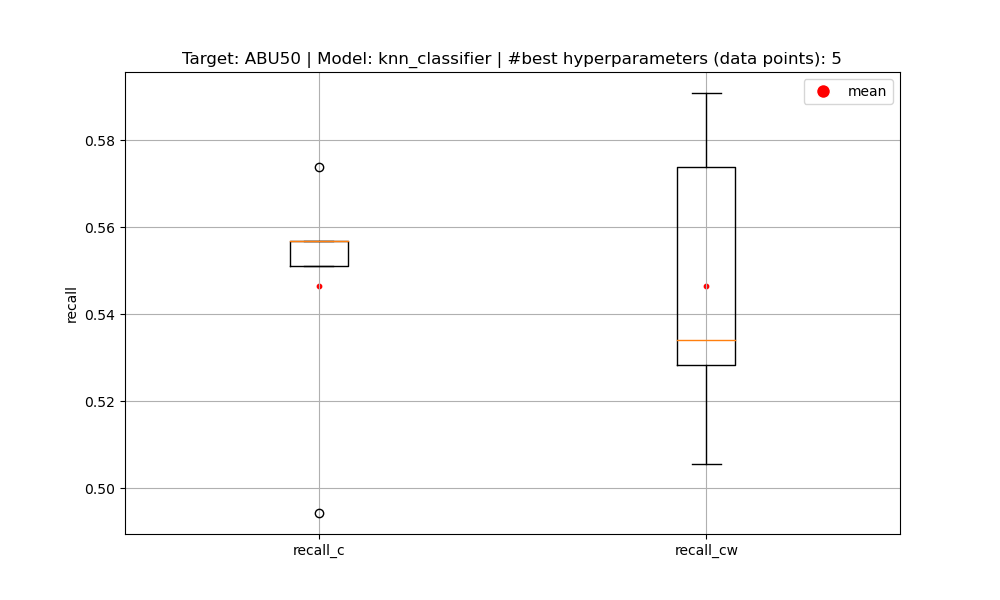 Target: ABU50 | Model: knn_classifier | #best hyperparameters (data points): 5
mean
0.58
0.56
0.54
0.52
0.50
recall
recall_c
recall_cw